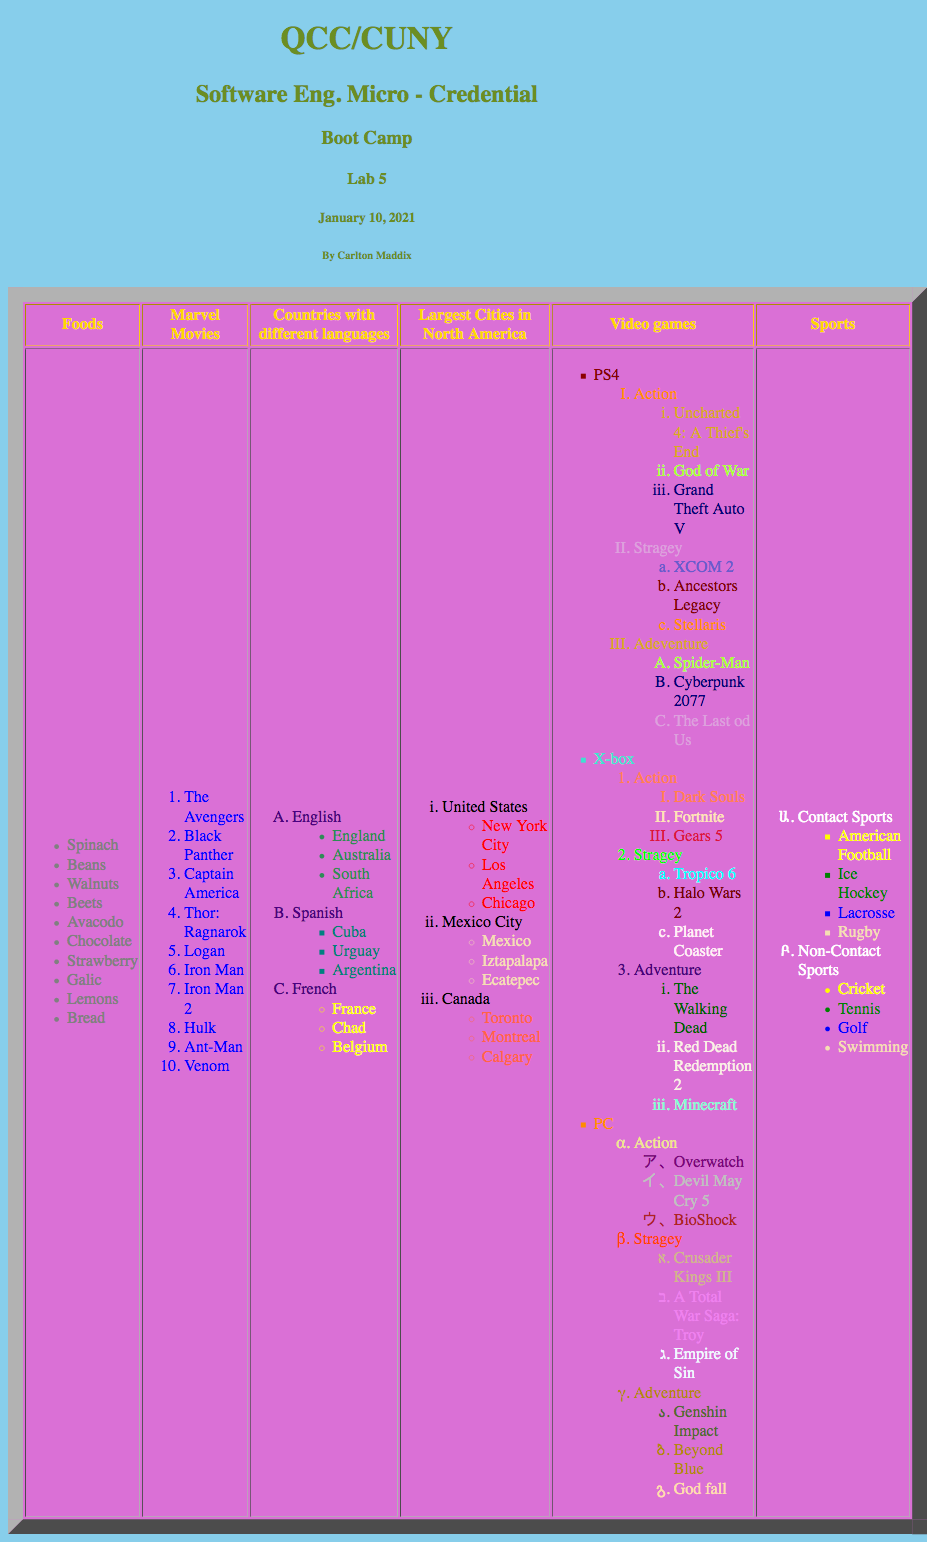 QCC/CUNY
Software Eng. Micro - Credential
Boot Camp
Lab 5
January 10, 2021
By Carlton Maddix
Foods
Marvel
Movies
Countries with
different languages
Largest Cities in
North America
Video games
Sports
• Spinach
• Beans
• Walnuts
• Beets
• Avacodo
• Chocolate
• Strawberry
• Galic
• Lemons
• Bread
1. The
Avengers
2. Black
Panther
3. Captain
America
4. Thor:
Ragnarok
5. Logan
6. Iron Man
7. Iron Man
2
8. Hulk
9. Ant-Man
10. Venom
A. English
• England
• Australia
• South
Africa
B. Spanish
▪ Cuba
▪ Urguay
▪ Argentina
C. French
◦ France
◦ Chad
◦ Belgium
i. United States
◦ New York
City
◦ Los
Angeles
◦ Chicago
ii. Mexico City
◦ Mexico
◦ Iztapalapa
◦ Ecatepec
iii. Canada
◦ Toronto
◦ Montreal
◦ Calgary
▪ PS4
I. Action
i. Uncharted
4: A Thief's
End
ii. God of War
iii. Grand
Theft Auto
V
II. Stragey
a. XCOM 2
b. Ancestors
Legacy
c. Stellaris
III. Adeventure
A. Spider-Man
B. Cyberpunk
2077
C. The Last od
Us
▪ X-box
1. Action
I. Dark Souls
II. Fortnite
III. Gears 5
2. Stragey
a. Tropico 6
b. Halo Wars
2
c. Planet
Coaster
3. Adventure
i. The
Walking
Dead
ii. Red Dead
Redemption
2
iii. Minecraft
▪ PC
α. Action
ア、Overwatch
イ、Devil May
Cry 5
ウ、BioShock
β. Stragey
א. Crusader
Kings III
ב. A Total
War Saga:
Troy
ג. Empire of
Sin
γ. Adventure
ა. Genshin
Impact
ბ. Beyond
Blue
გ. God fall
Ա. Contact Sports
▪ American
Football
▪ Ice
Hockey
▪ Lacrosse
▪ Rugby
Բ. Non-Contact
Sports
• Cricket
• Tennis
• Golf
• Swimming